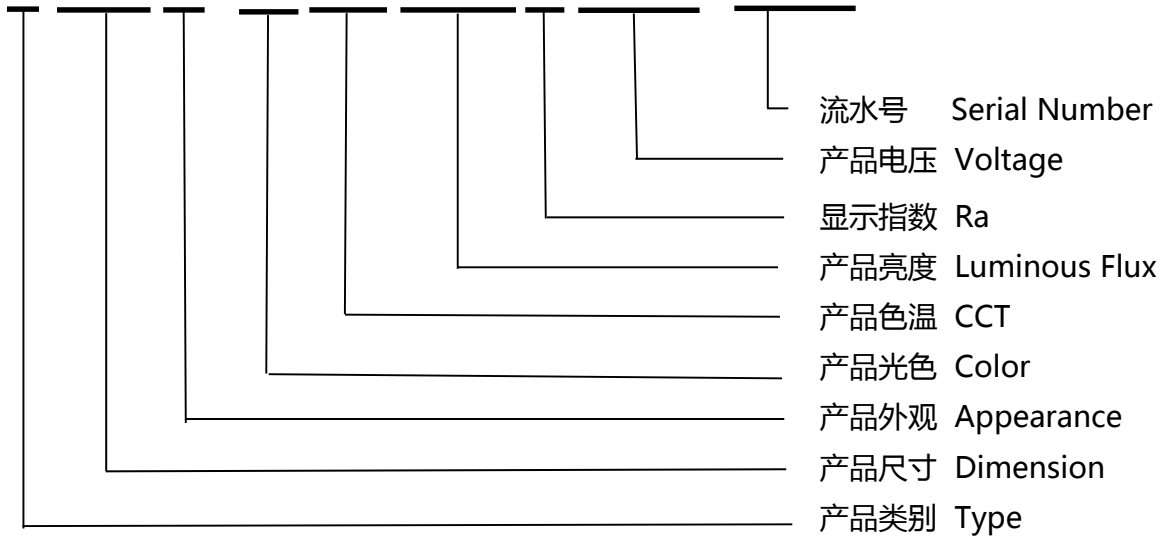 流水号 Serial Number
产品电压 Voltage
显示指数 Ra
产品亮度 Luminous Flux
产品色温 CCT
产品光色 Color
产品外观 Appearance
产品尺寸 Dimension
产品类别 Type